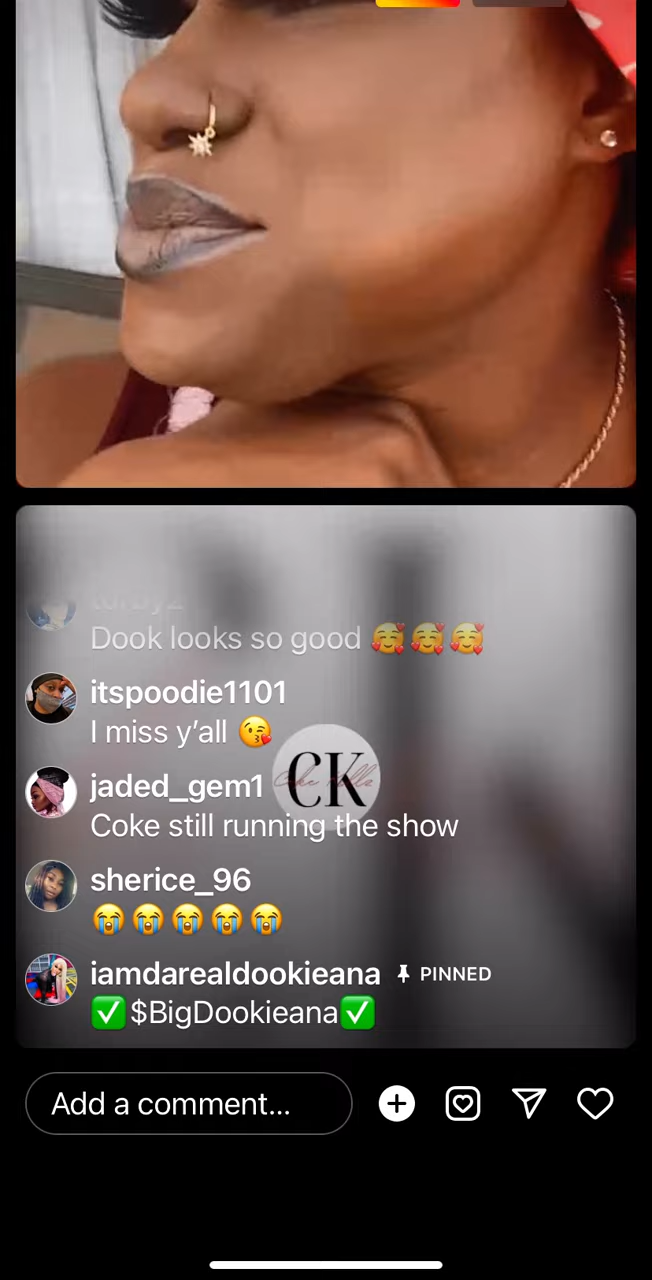 Dook looks so good 🥰🥰🥰
itspoodie1101
I miss y'all 😘
jaded_gem1
CK
Coke still running the show
sherice_96
😭😭😭😭😭
iamdarealdookieana PINNED
✅$BigDookieana✅
Add a comment...